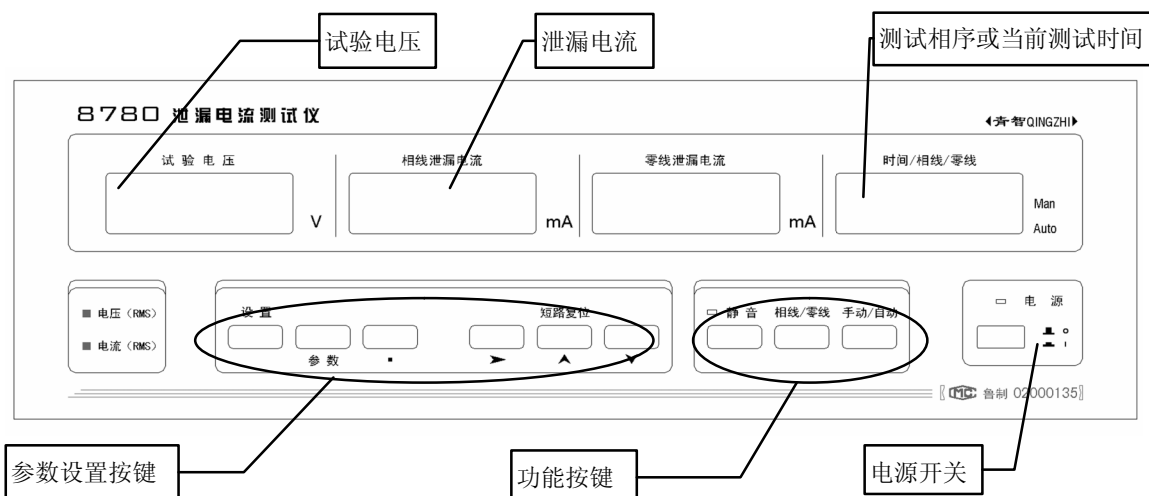 试验电压
泄漏电流
测试相序或当前测试时间
8780 泄漏电流测试仪
青智QINGZHI
试验电压
相线泄漏电流
零线泄漏电流
时间/相线/零线
V
mA
mA
Man
Auto
电压（RMS）
电流（RMS）
设置
短路复位
参数
静音
相线/零线
手动/自动
电源
O
I
MC 鲁制 02000135
参数设置按键
功能按键
电源开关